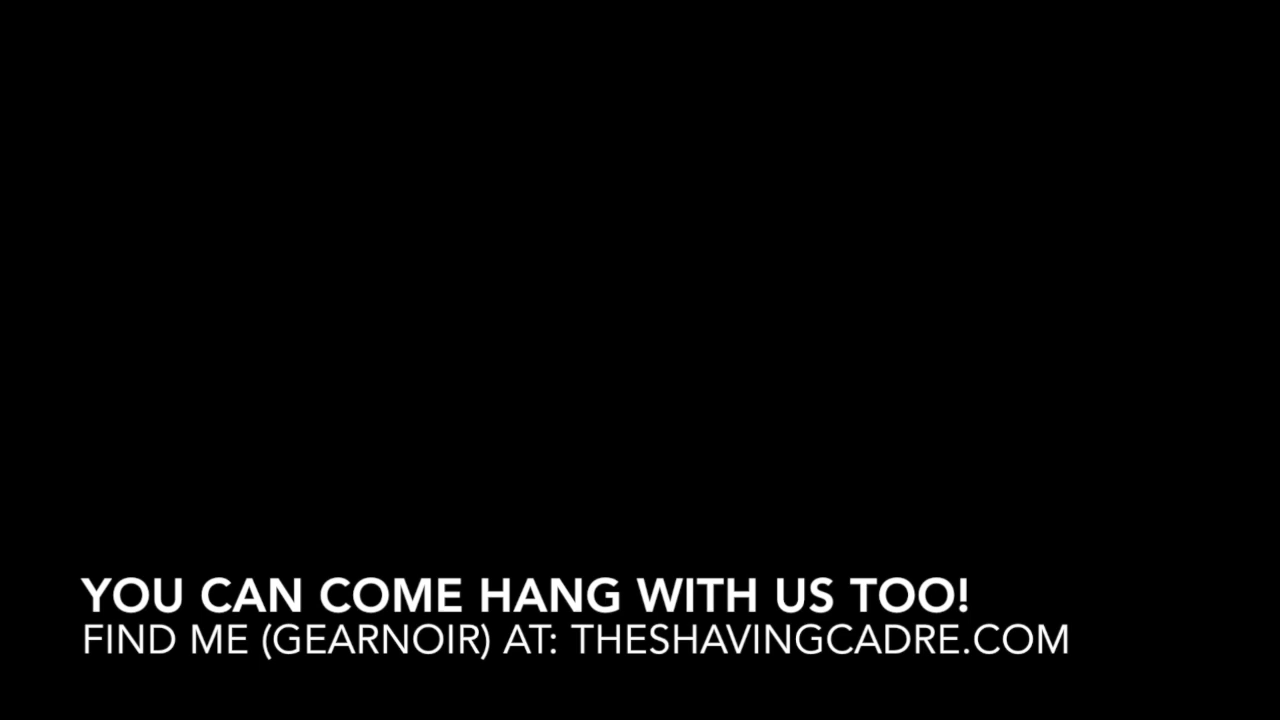 YOU CAN COME HANG WITH US TOO!
FIND ME (GEARNOIR) AT: THESHAVINGCADRE.COM